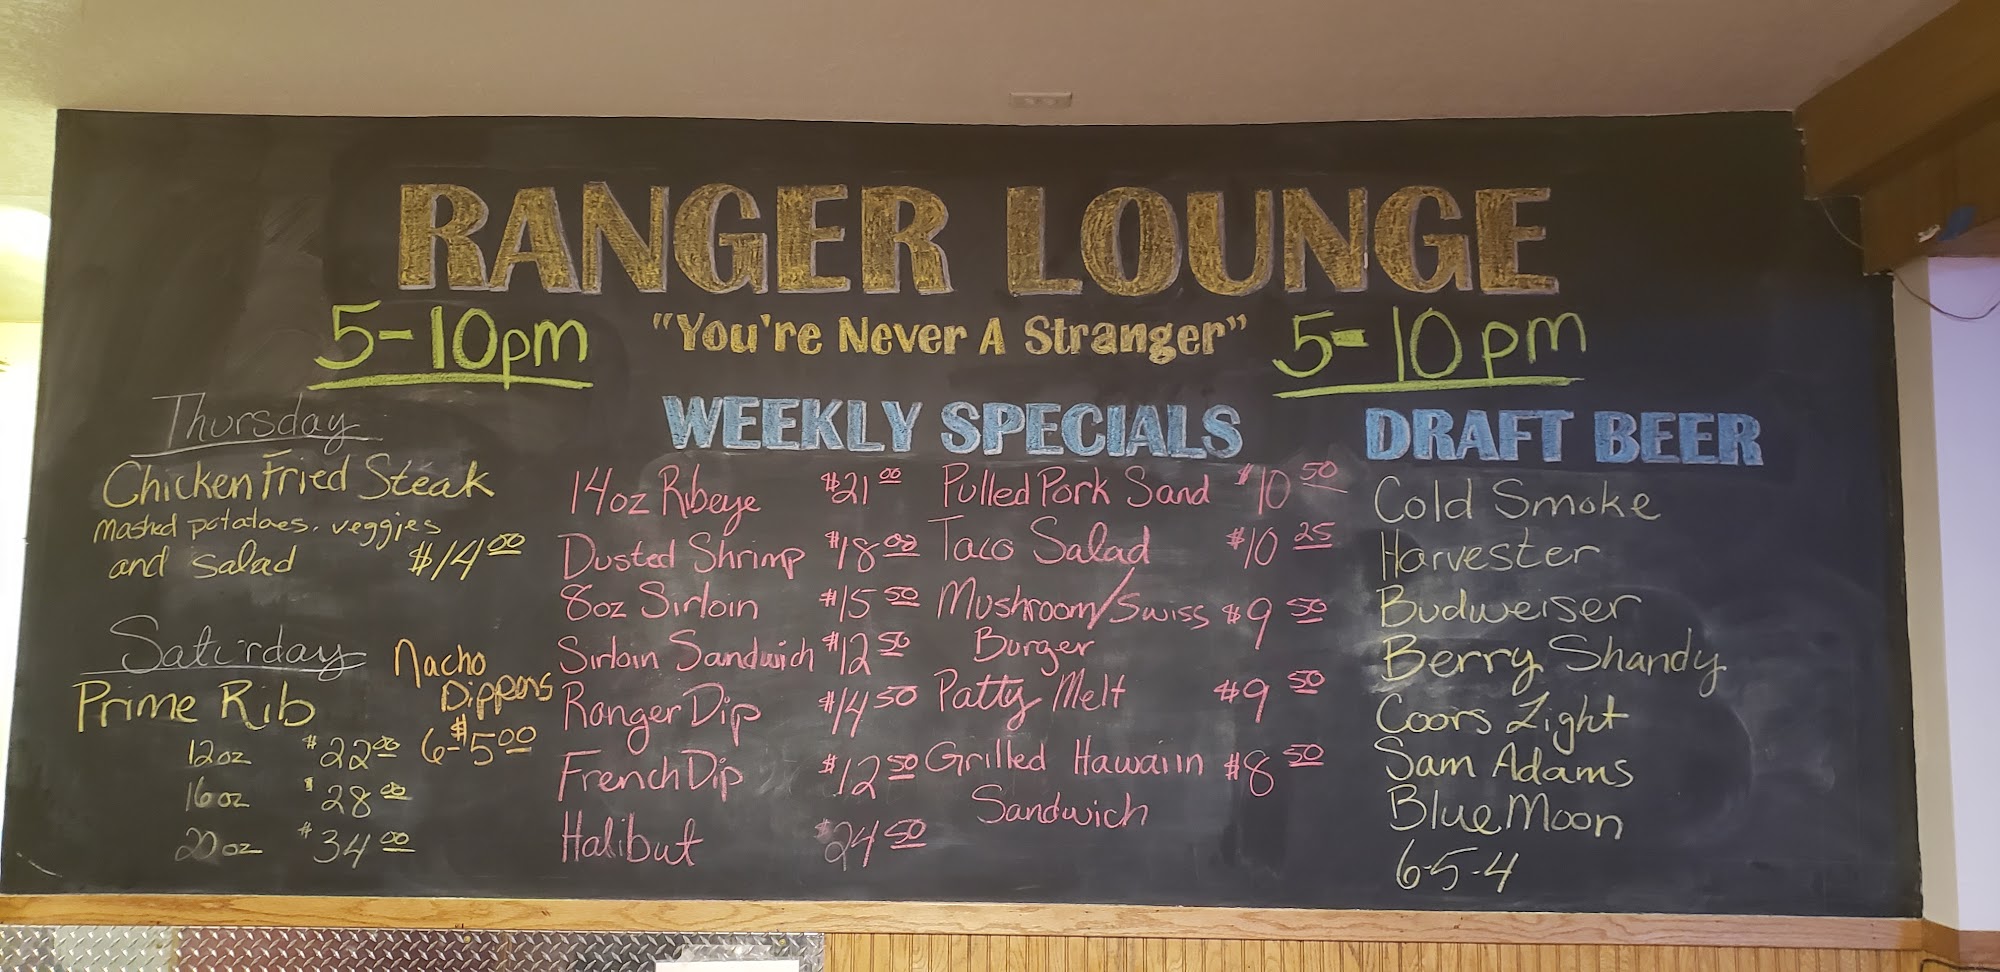 RANGER LOUNGE
5-10pm
"You're Never A Stranger"
5-10pm
Thursday
Chicken Fried Steak
mashed potatoes, veggies
and salad $14.00
Saturday
Prime Rib
12oz $22.00
16oz $28.00
20oz $34.00
Nacho
Dippers
6-$5.00
WEEKLY SPECIALS
14oz Ribeye $21.00
Dusted Shrimp $18.00
8oz Sirloin $15.50
Sirloin Sandwich $12.50
Ranger Dip $14.50
French Dip $12.50
Halibut $24.50
Pulled Pork Sand $10.50
Taco Salad $10.25
Mushroom/Swiss $9.50
Burger
Patty Melt $9.50
Grilled Hawaiin $8.50
Sandwich
DRAFT BEER
Cold Smoke
Harvester
Budweiser
Berry Shandy
Coors Light
Sam Adams
Blue Moon
6-5-4